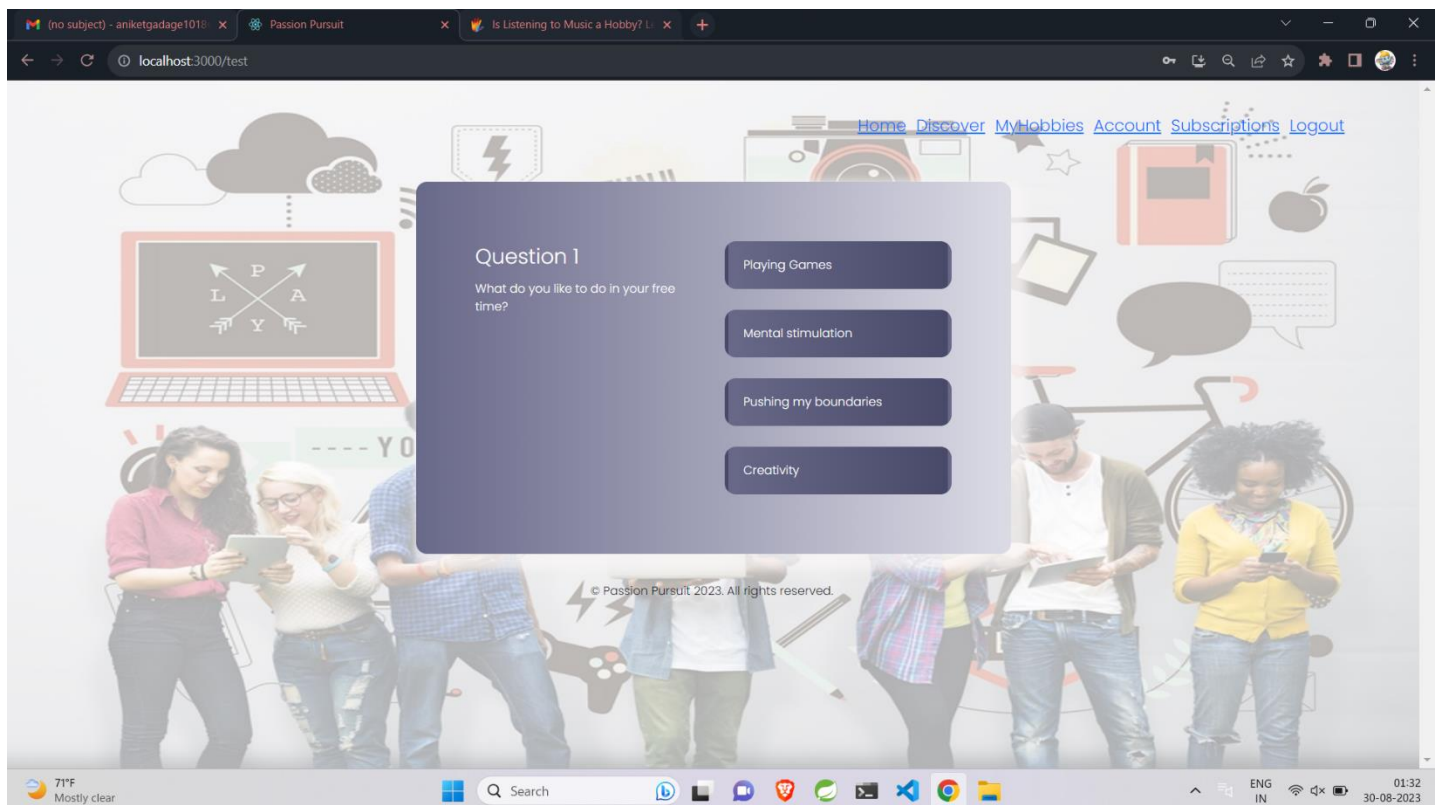 (no subject) - aniketgadage1018
Passion Pursuit
Is Listening to Music a Hobby? L
localhost:3000/test
Home Discover MyHobbies Account Subscriptions Logout
P
L A
Y
---- YO
Question 1
What do you like to do in your free
time?
Playing Games
Mental stimulation
Pushing my boundaries
Creativity
© Passion Pursuit 2023. All rights reserved.
71°F
Mostly clear
Search
ENG
IN
01:32
30-08-2023